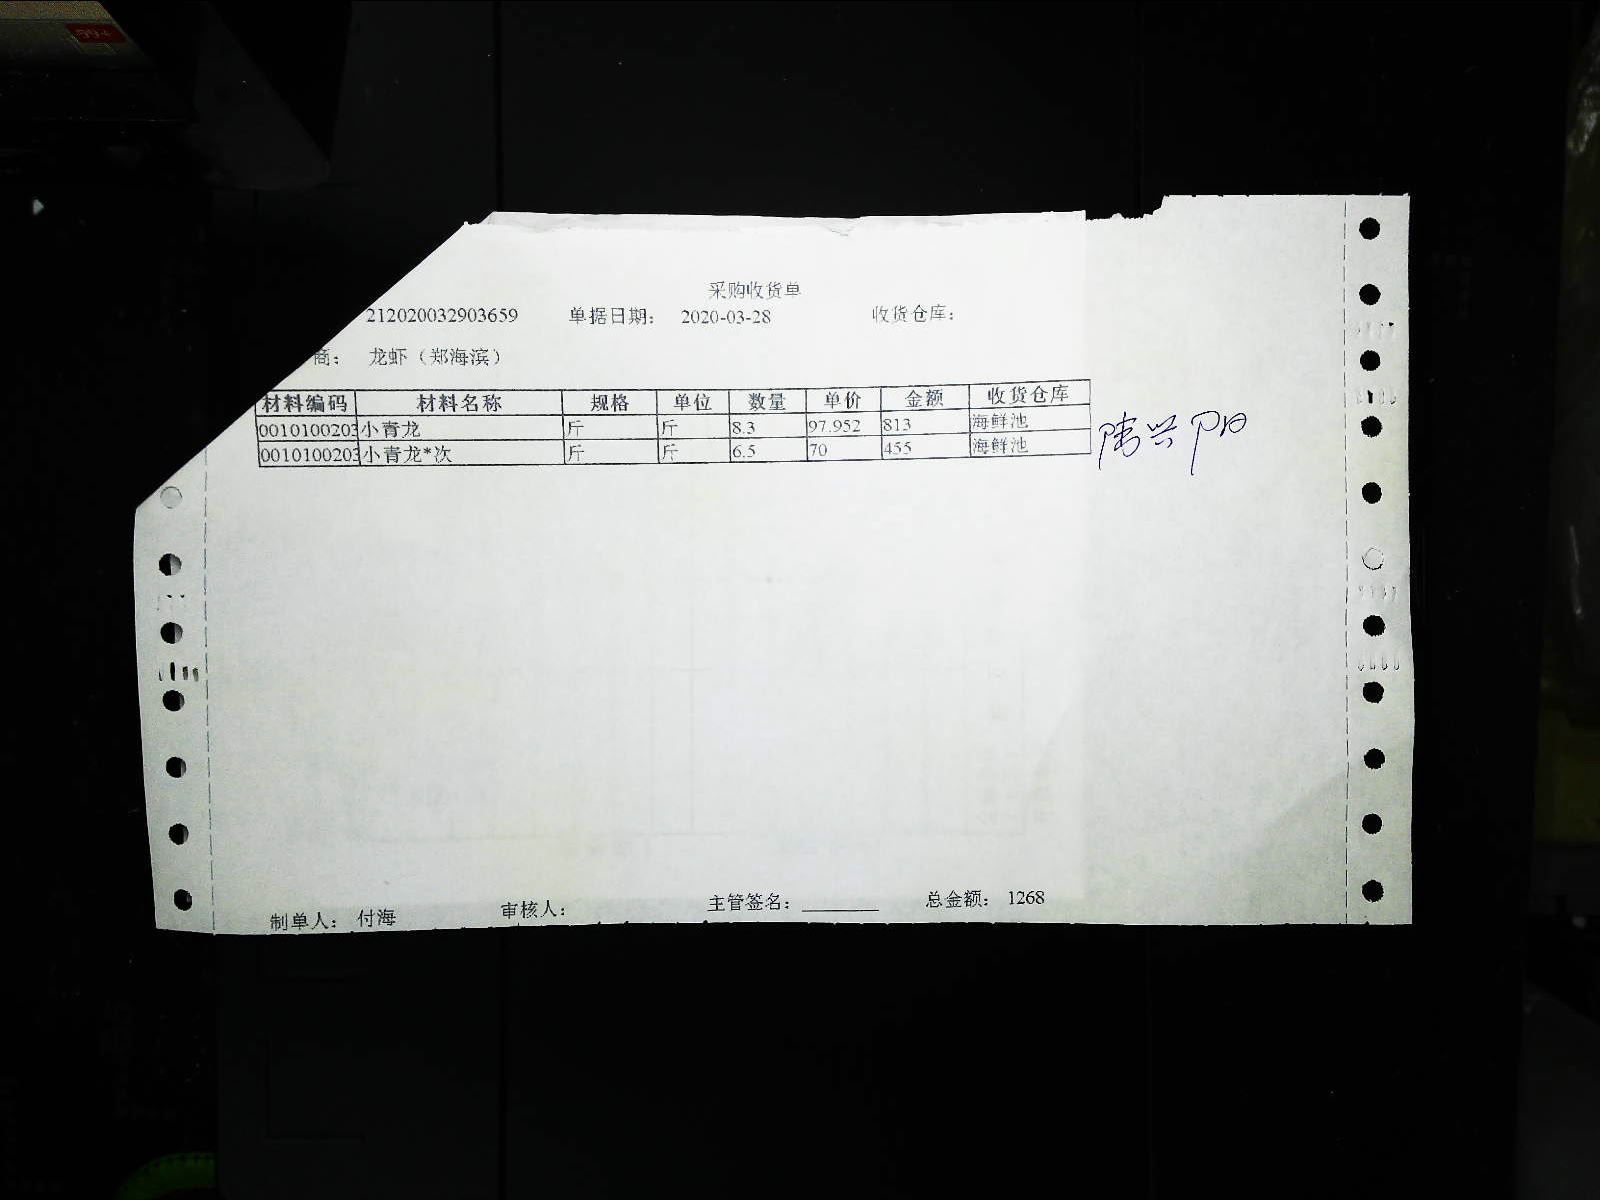 采购收货单
212020032903659 单据日期： 2020-03-28 收货仓库：
商： 龙虾（郑海滨）
材料编码 材料名称 规格 单位 数量 单价 金额 收货仓库
0010100203 小青龙 斤 斤 8.3 97.952 813 海鲜池
0010100203 小青龙*次 斤 斤 6.5 70 455 海鲜池
制单人： 付海 审核人： 主管签名： 总金额： 1268